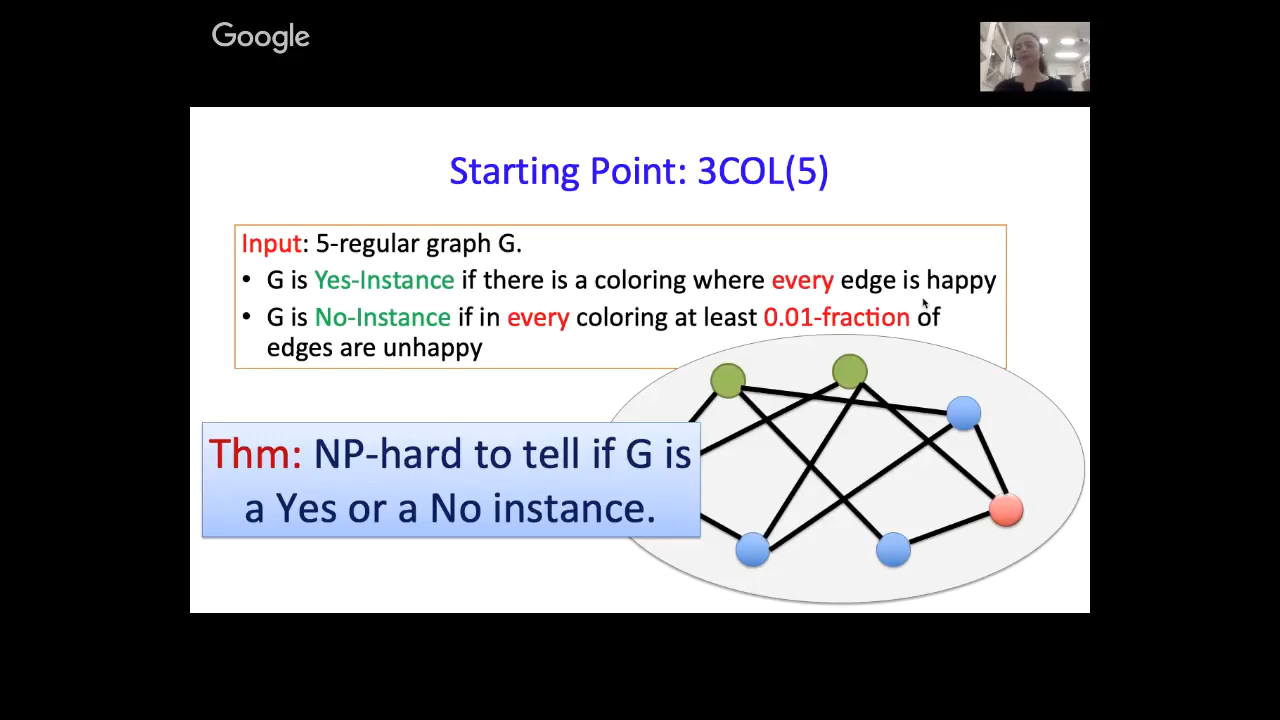 Google
Starting Point: 3COL(5)
Input: 5-regular graph G.
• G is Yes-Instance if there is a coloring where every edge is happy
• G is No-Instance if in every coloring at least 0.01-fraction of
edges are unhappy
Thm: NP-hard to tell if G is
a Yes or a No instance.